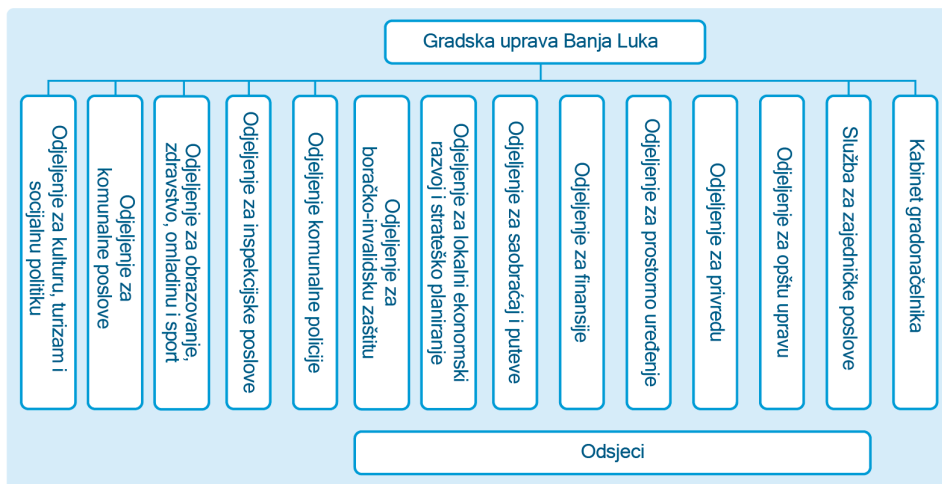 Gradska uprava Banja Luka
Odjeljenje za kulturu, turizam i
socijalnu politiku
Odjeljenje za
komunalne poslove
Odjeljenje za obrazovanje,
zdravstvo, omladinu i sport
Odjeljenje za inspekcijske poslove
Odjeljenje komunalne policije
Odjeljenje za
boračko-invalidsku zaštitu
Odjeljenje za lokalni ekonomski
razvoj i strateško planiranje
Odjeljenje za saobraćaj i puteve
Odjeljenje za finansije
Odjeljenje za prostorno uređenje
Odjeljenje za privredu
Odjeljenje za opštu upravu
Služba za zajedničke poslove
Kabinet gradonačelnika
Odsjeci